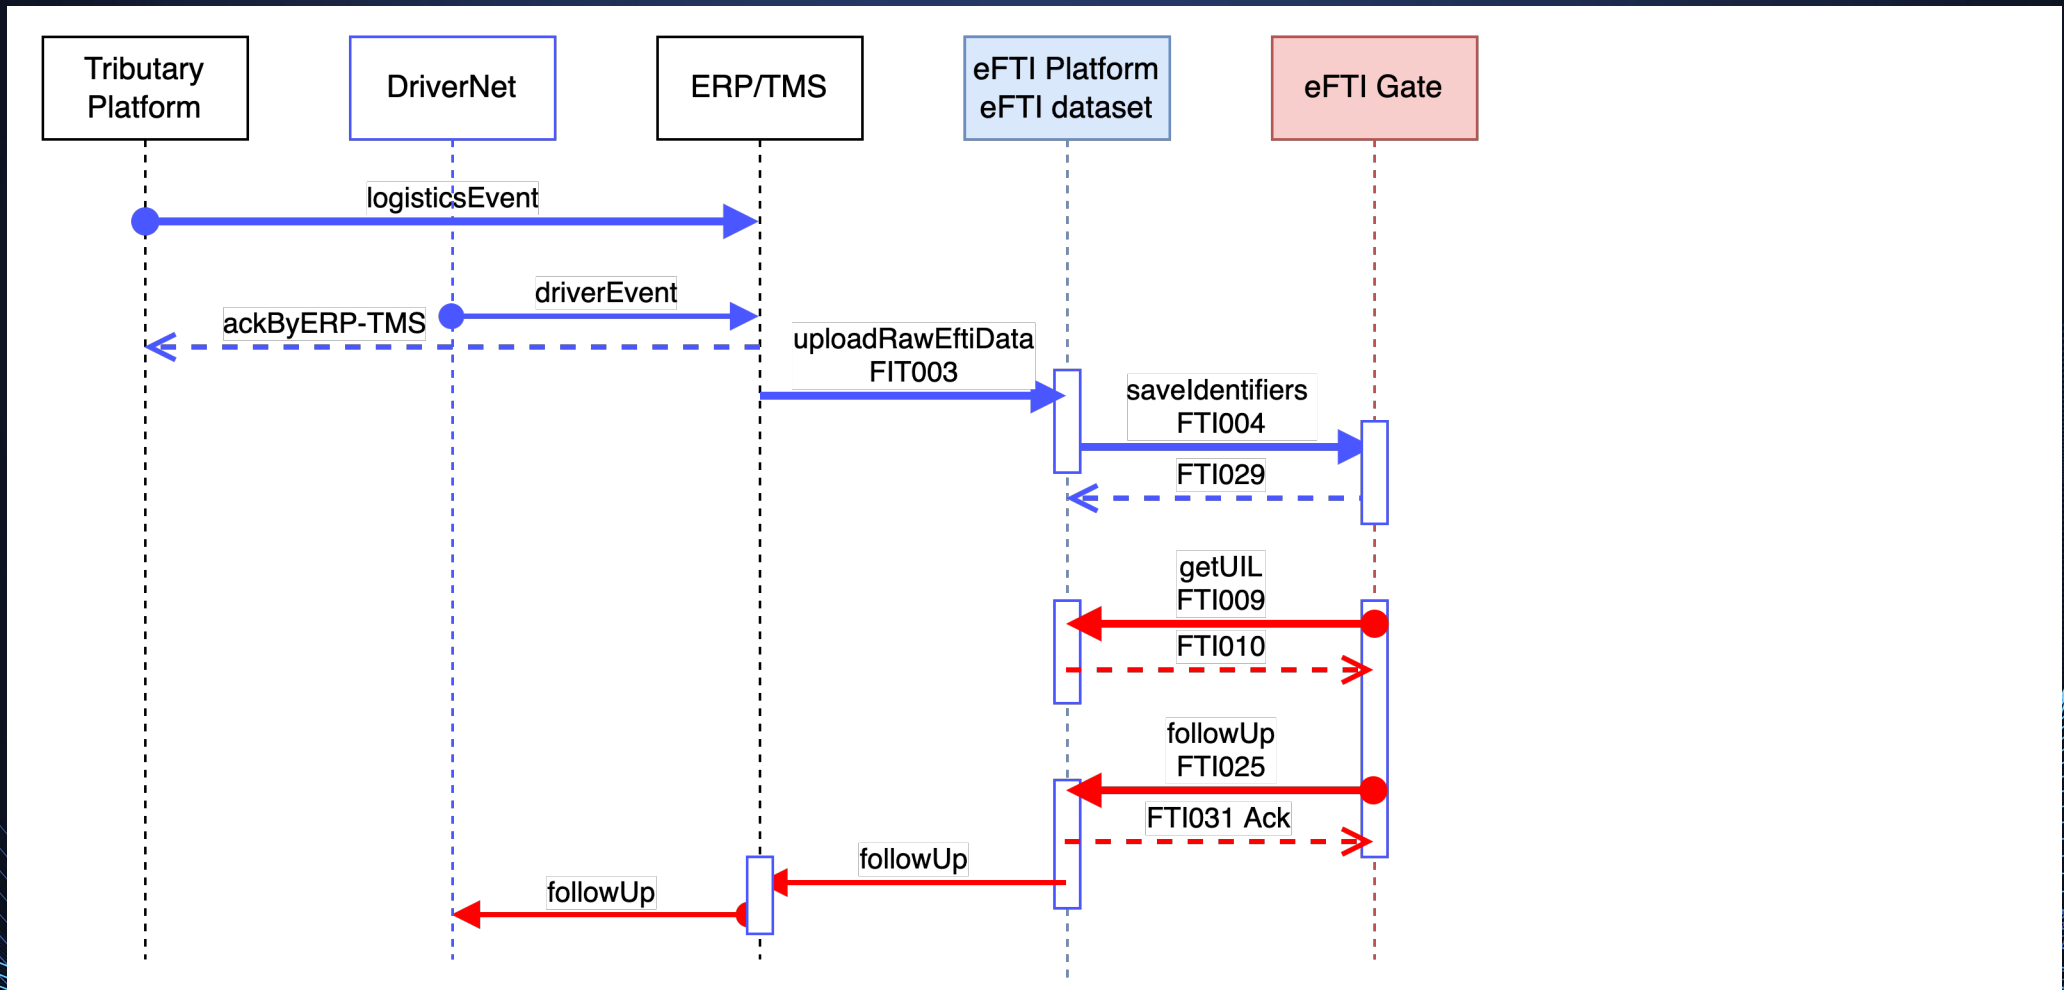 Tributary
Platform
DriverNet
ERP/TMS
eFTI Platform
eFTI dataset
eFTI Gate
logisticsEvent
driverEvent
ackByERP-TMS
uploadRawEftiData
FIT003
saveIdentifiers
FTI004
FTI029
getUIL
FTI009
FTI010
followUp
FTI025
FTI031 Ack
followUp
followUp